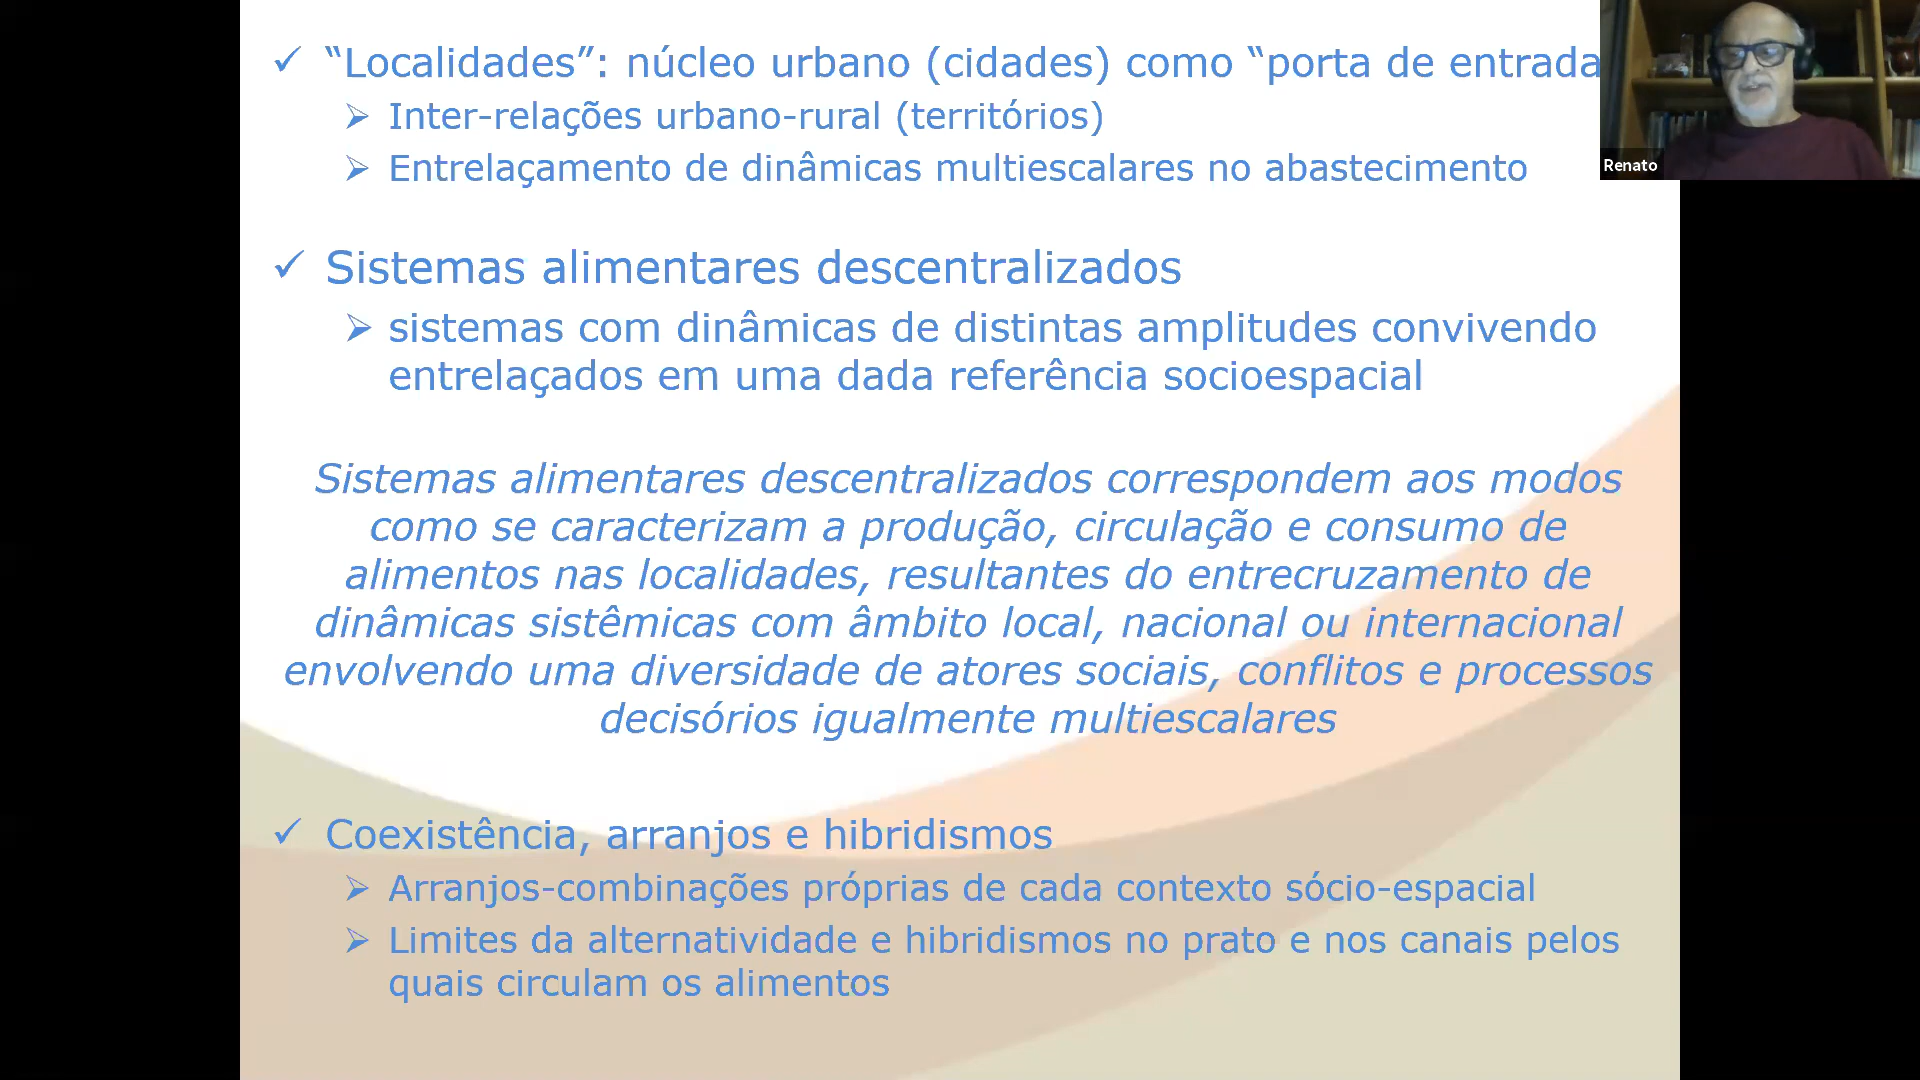 “Localidades”: núcleo urbano (cidades) como “porta de entrada
Inter-relações urbano-rural (territórios)
Entrelaçamento de dinâmicas multiescalares no abastecimento
Sistemas alimentares descentralizados
sistemas com dinâmicas de distintas amplitudes convivendo
entrelaçados em uma dada referência socioespacial
Sistemas alimentares descentralizados correspondem aos modos
como se caracterizam a produção, circulação e consumo de
alimentos nas localidades, resultantes do entrecruzamento de
dinâmicas sistêmicas com âmbito local, nacional ou internacional
envolvendo uma diversidade de atores sociais, conflitos e processos
decisórios igualmente multiescalares
Coexistência, arranjos e hibridismos
Arranjos-combinações próprias de cada contexto sócio-espacial
Limites da alternatividade e hibridismos no prato e nos canais pelos
quais circulam os alimentos
Renato